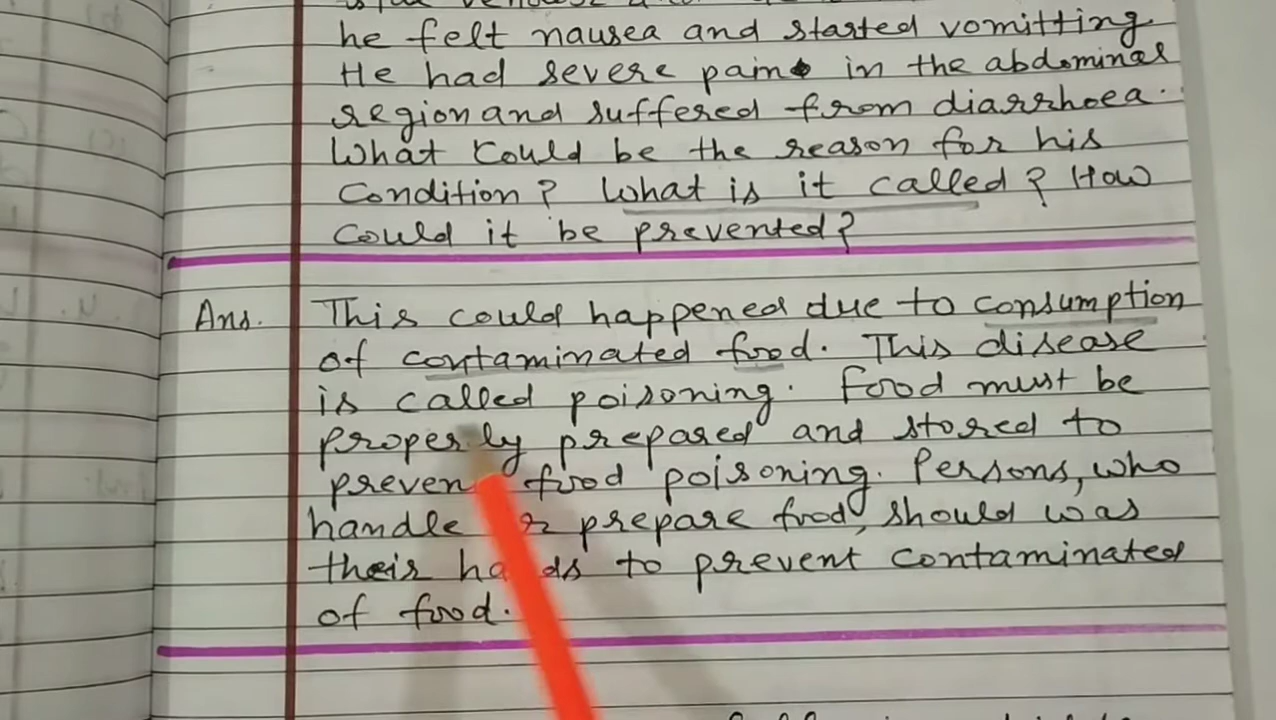 he felt nausea and started vomitting
He had severe pain in the abdominal
region and suffered from diarrhoea.
What could be the reason for his
Condition? What is it called? How
Could it be prevented?
Ans. This could happened due to consumption
of contaminated food. This disease
is called poisoning. Food must be
properly prepared and stored to
preven food poisoning. Persons, who
handle or prepare food, should was
their hands to prevent contaminated
of food.